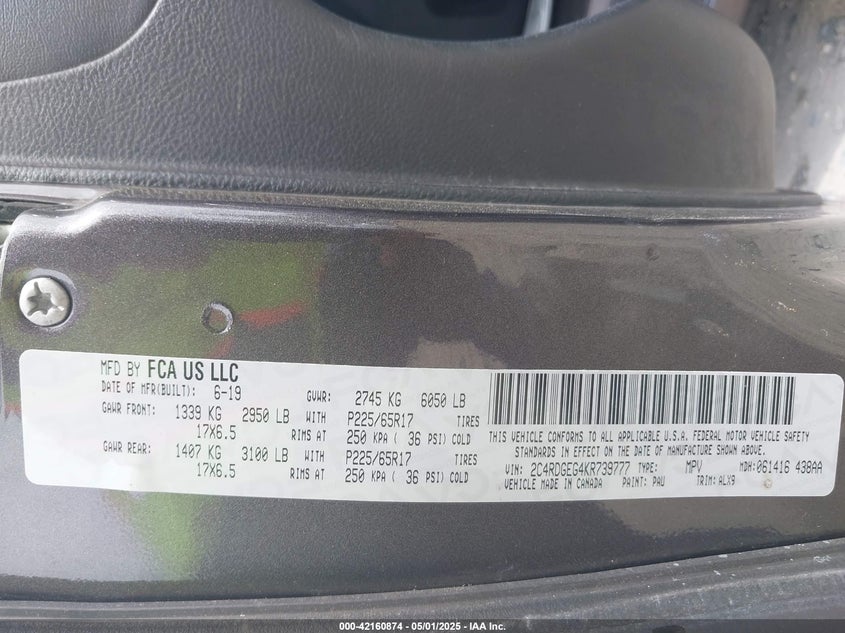 MFD BY FCA US LLC
DATE OF MFR(BUILT): 6-19 GVWR: 2745 KG 6050 LB
GAWR FRONT: 1339 KG 2950 LB WITH P225/65R17 TIRES
17X6.5 RIMS AT 250 KPA ( 36 PSI) COLD
GAWR REAR: 1407 KG 3100 LB WITH P225/65R17 TIRES
17X6.5 RIMS AT 250 KPA ( 36 PSI) COLD
THIS VEHICLE CONFORMS TO ALL APPLICABLE U.S.A. FEDERAL MOTOR VEHICLE SAFETY
STANDARDS IN EFFECT ON THE DATE OF MANUFACTURE SHOWN ABOVE.
VIN: 2C4RDGEG4KR739777 TYPE: MPV MDH: 061416 438AA
VEHICLE MADE IN CANADA PAINT: PAU TRIM: ALX9
000-42160874 - 05/01/2025 - IAA Inc.